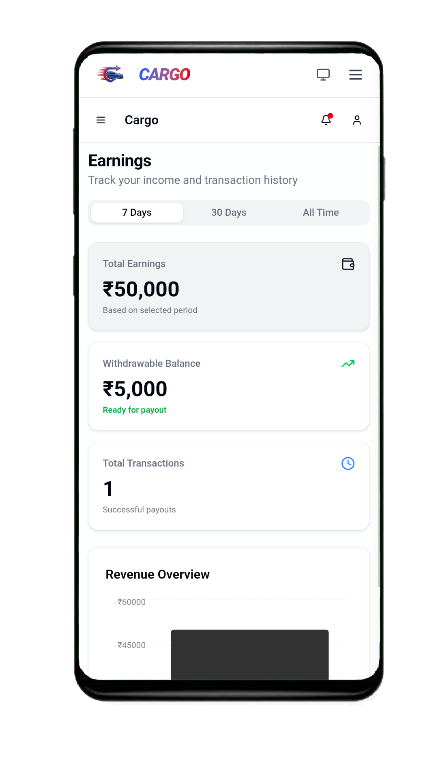 CARGO
Cargo
Earnings
Track your income and transaction history
7 Days 30 Days All Time
Total Earnings
₹50,000
Based on selected period
Withdrawable Balance
₹5,000
Ready for payout
Total Transactions
1
Successful payouts
Revenue Overview
₹60000
₹45000